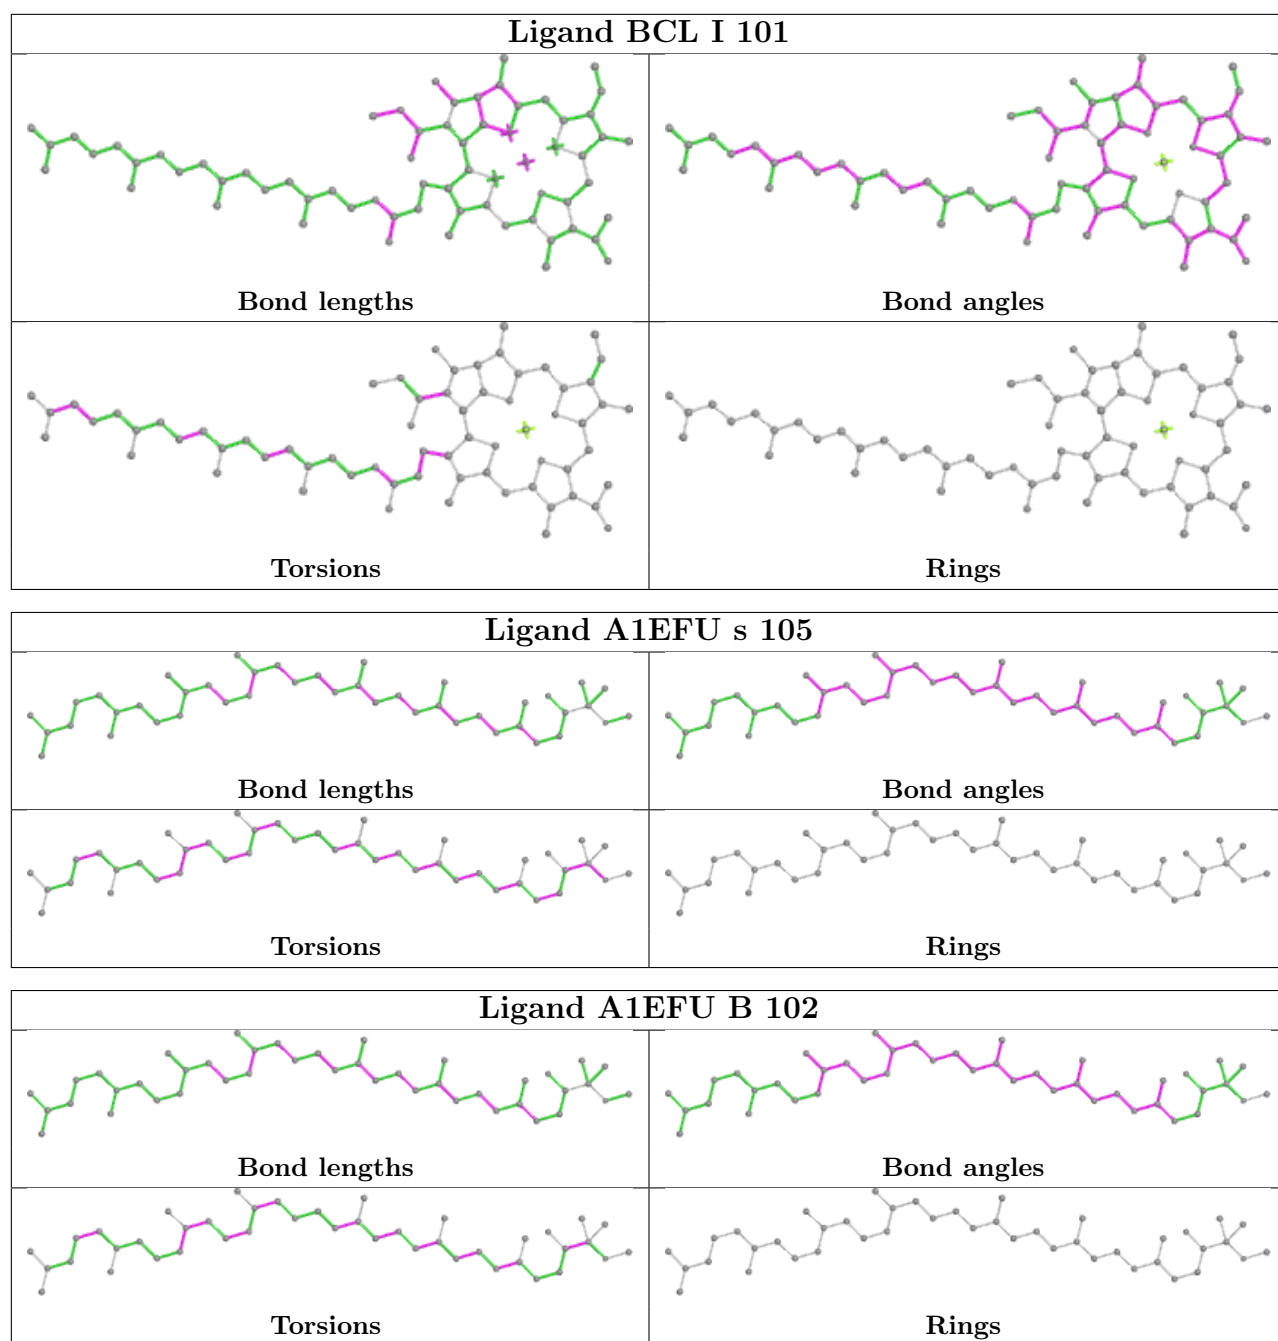 Ligand BCL I 101
Bond lengths
Bond angles
Torsions
Rings
Ligand A1EFU s 105
Bond lengths
Bond angles
Torsions
Rings
Ligand A1EFU B 102
Bond lengths
Bond angles
Torsions
Rings